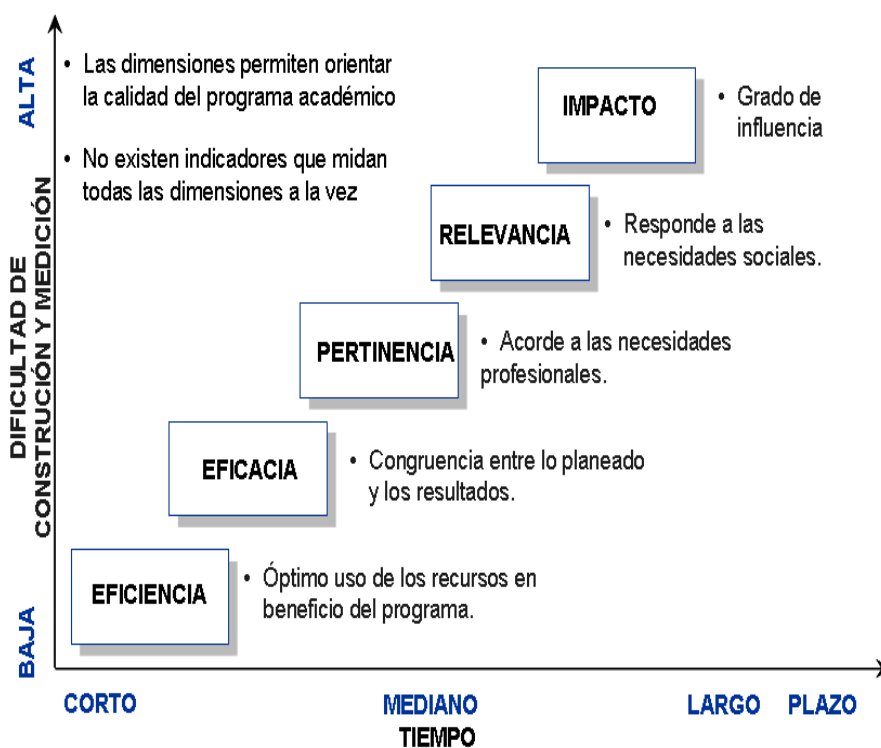 • Las dimensiones permiten orientar
la calidad del programa académico
• No existen indicadores que midan
todas las dimensiones a la vez
ALTA
DIFICULTAD DE
CONSTRUCIÓN Y MEDICIÓN
BAJA
IMPACTO
• Grado de
influencia
RELEVANCIA
• Responde a las
necesidades sociales.
PERTINENCIA
• Acorde a las necesidades
profesionales.
EFICACIA
• Congruencia entre lo planeado
y los resultados.
EFICIENCIA
• Óptimo uso de los recursos en
beneficio del programa.
CORTO
MEDIANO
LARGO PLAZO
TIEMPO